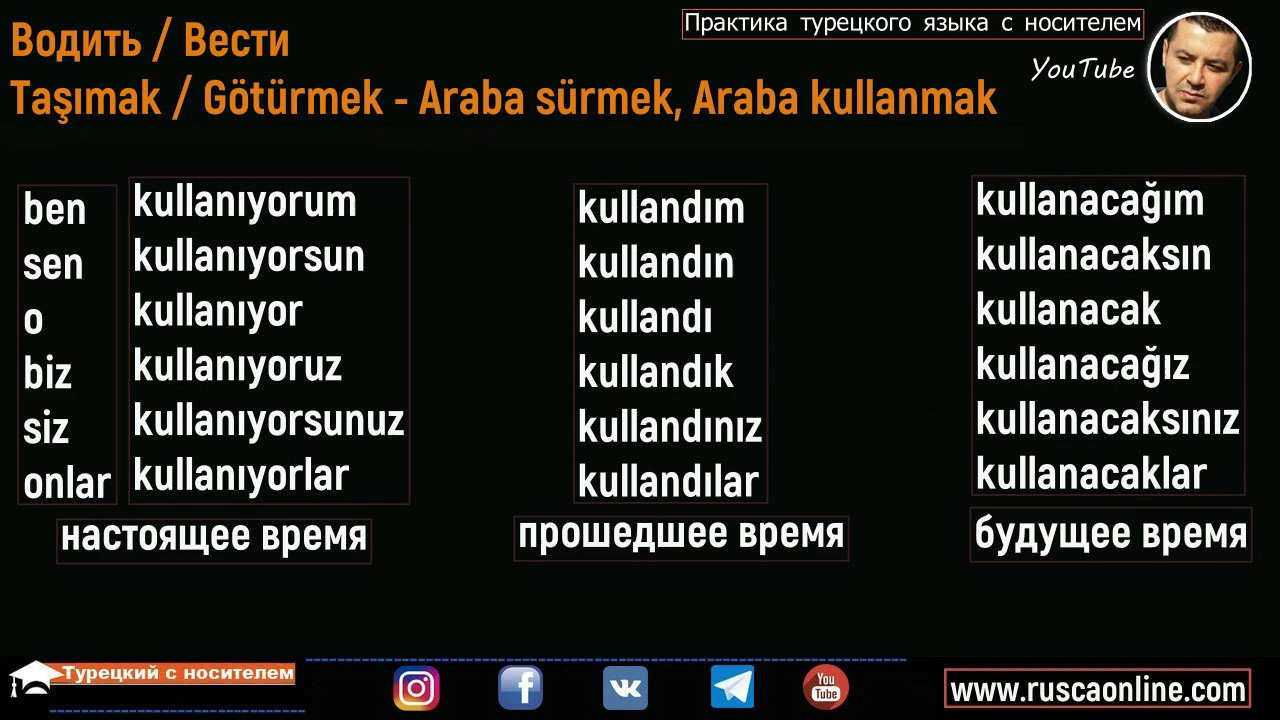 Водить / Вести
Taşımak / Götürmek - Araba sürmek, Araba kullanmak
Практика турецкого языка с носителем
YouTube
ben
sen
o
biz
siz
onlar
kullanıyorum
kullanıyorsun
kullanıyor
kullanıyoruz
kullanıyorsunuz
kullanıyorlar
настоящее время
kullandım
kullandın
kullandı
kullandık
kullandınız
kullandılar
прошедшее время
kullanacağım
kullanacaksın
kullanacak
kullanacağız
kullanacaksınız
kullanacaklar
будущее время
Турецкий с носителем
You
Tube
www.ruscaonline.com